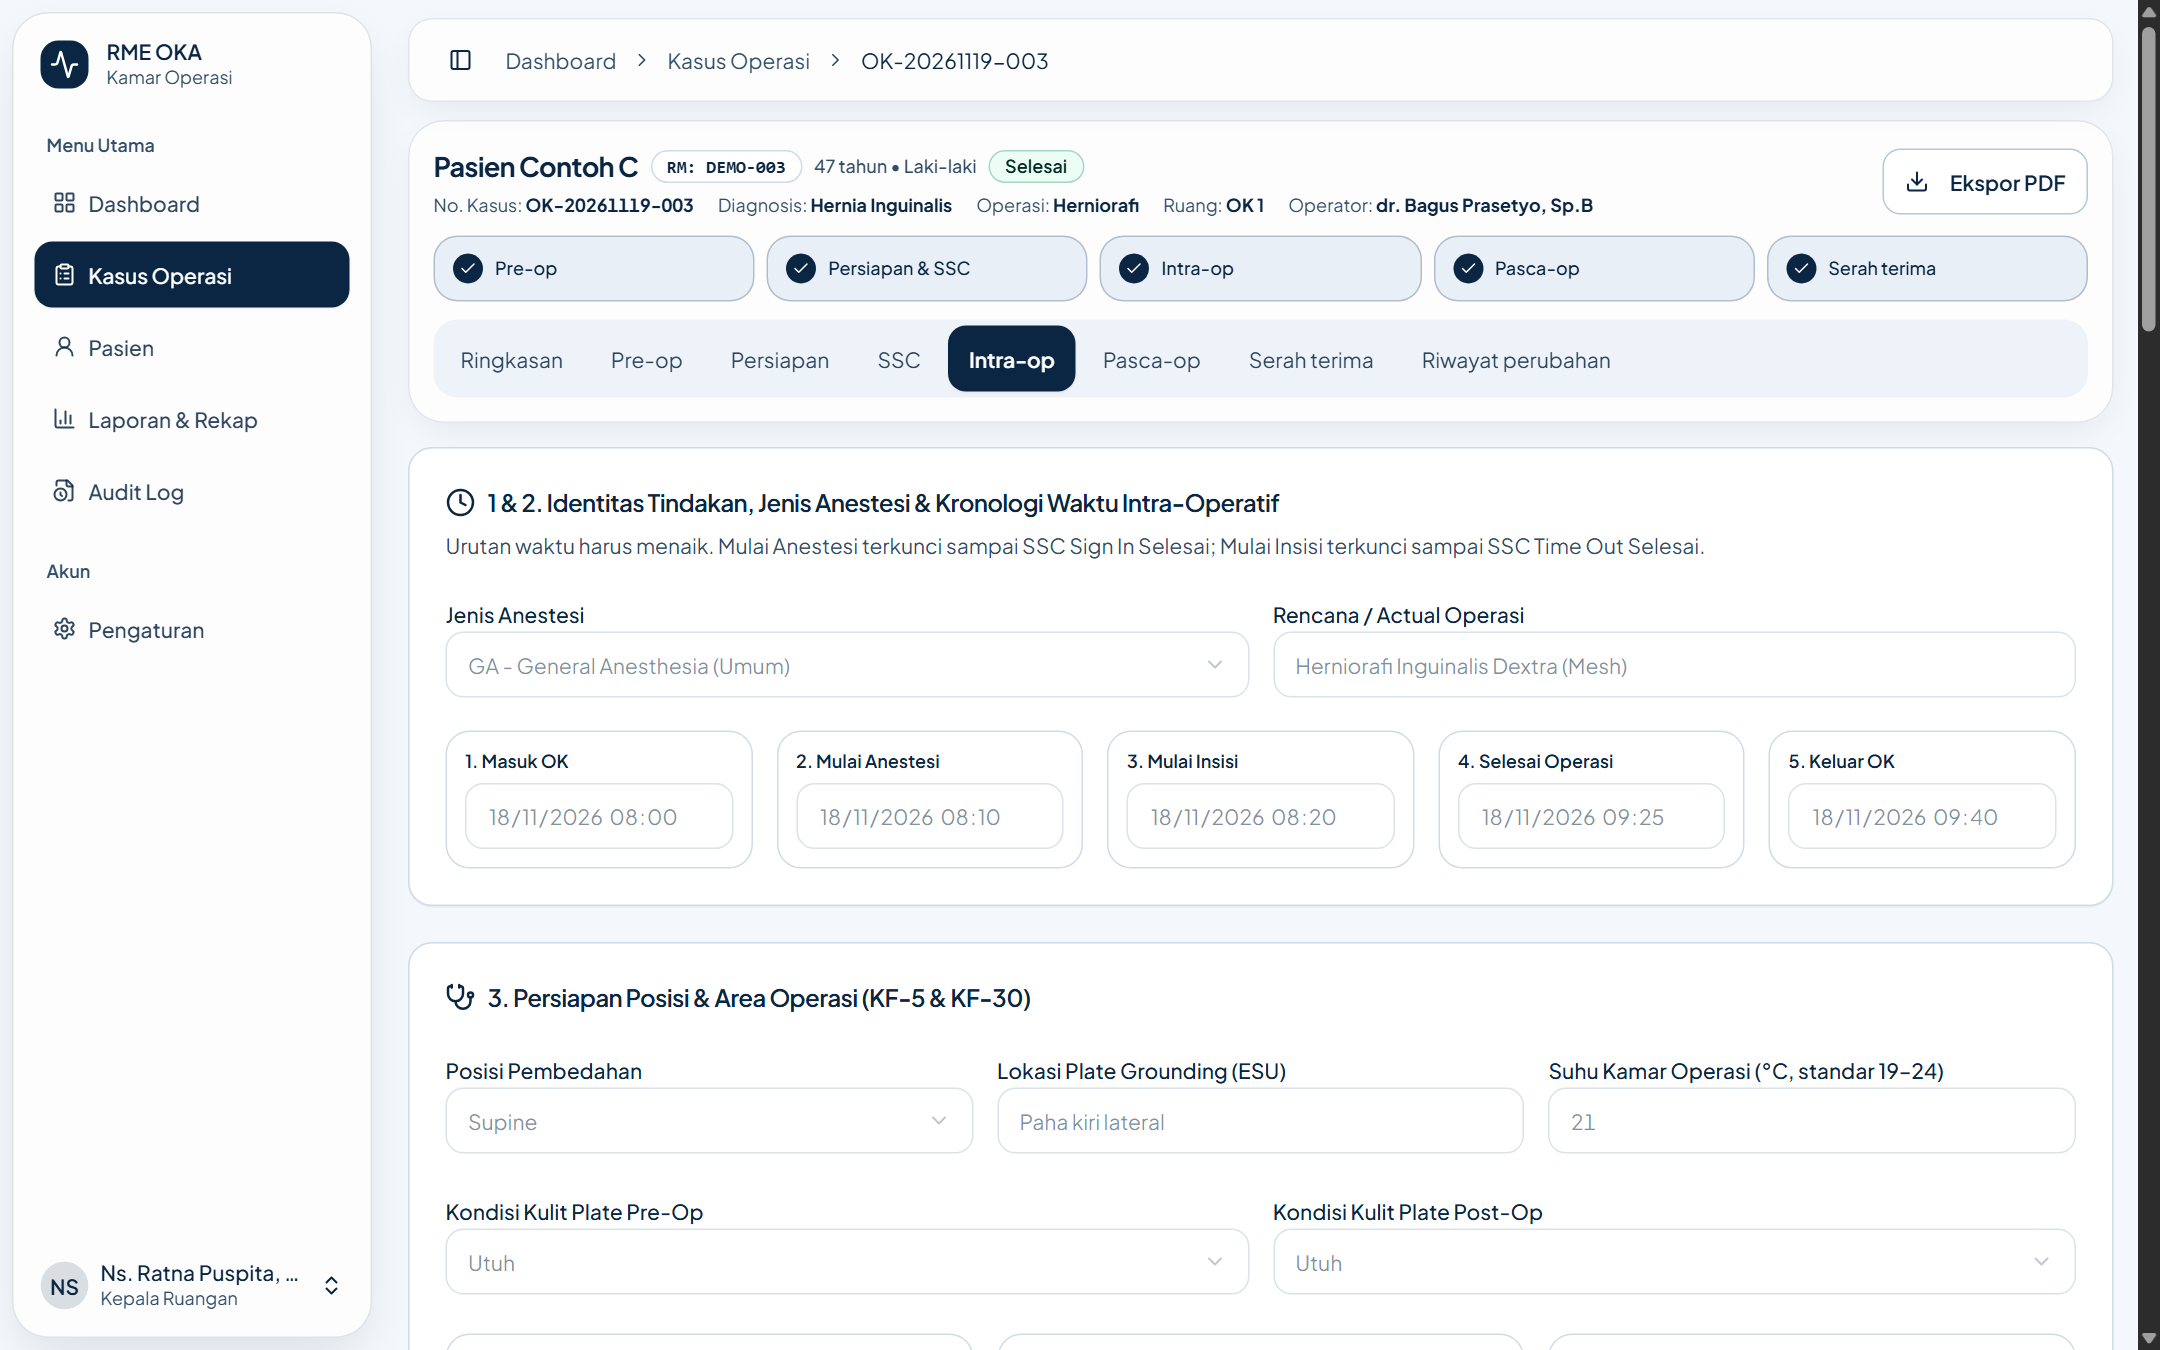 RME OKA
Kamar Operasi
Menu Utama
Dashboard
Kasus Operasi
Pasien
Laporan & Rekap
Audit Log
Akun
Pengaturan
NS
Ns. Ratna Puspita, ...
Kepala Ruangan
Dashboard > Kasus Operasi > OK-20261119-003
Pasien Contoh C RM: DEMO-003 47 tahun • Laki-laki Selesai
Ekspor PDF
No. Kasus: OK-20261119-003 Diagnosis: Hernia Inguinalis Operasi: Herniorafi Ruang: OK 1 Operator: dr. Bagus Prasetyo, Sp.B
Pre-op Persiapan & SSC Intra-op Pasca-op Serah terima
Ringkasan Pre-op Persiapan SSC Intra-op Pasca-op Serah terima Riwayat perubahan
1 & 2. Identitas Tindakan, Jenis Anestesi & Kronologi Waktu Intra-Operatif
Urutan waktu harus menaik. Mulai Anestesi terkunci sampai SSC Sign In Selesai; Mulai Insisi terkunci sampai SSC Time Out Selesai.
Jenis Anestesi Rencana / Actual Operasi
GA - General Anesthesia (Umum) Herniorafi Inguinalis Dextra (Mesh)
1. Masuk OK 2. Mulai Anestesi 3. Mulai Insisi 4. Selesai Operasi 5. Keluar OK
18/11/2026 08:00 18/11/2026 08:10 18/11/2026 08:20 18/11/2026 09:25 18/11/2026 09:40
3. Persiapan Posisi & Area Operasi (KF-5 & KF-30)
Posisi Pembedahan Lokasi Plate Grounding (ESU) Suhu Kamar Operasi (°C, standar 19-24)
Supine Paha kiri lateral 21
Kondisi Kulit Plate Pre-Op Kondisi Kulit Plate Post-Op
Utuh Utuh